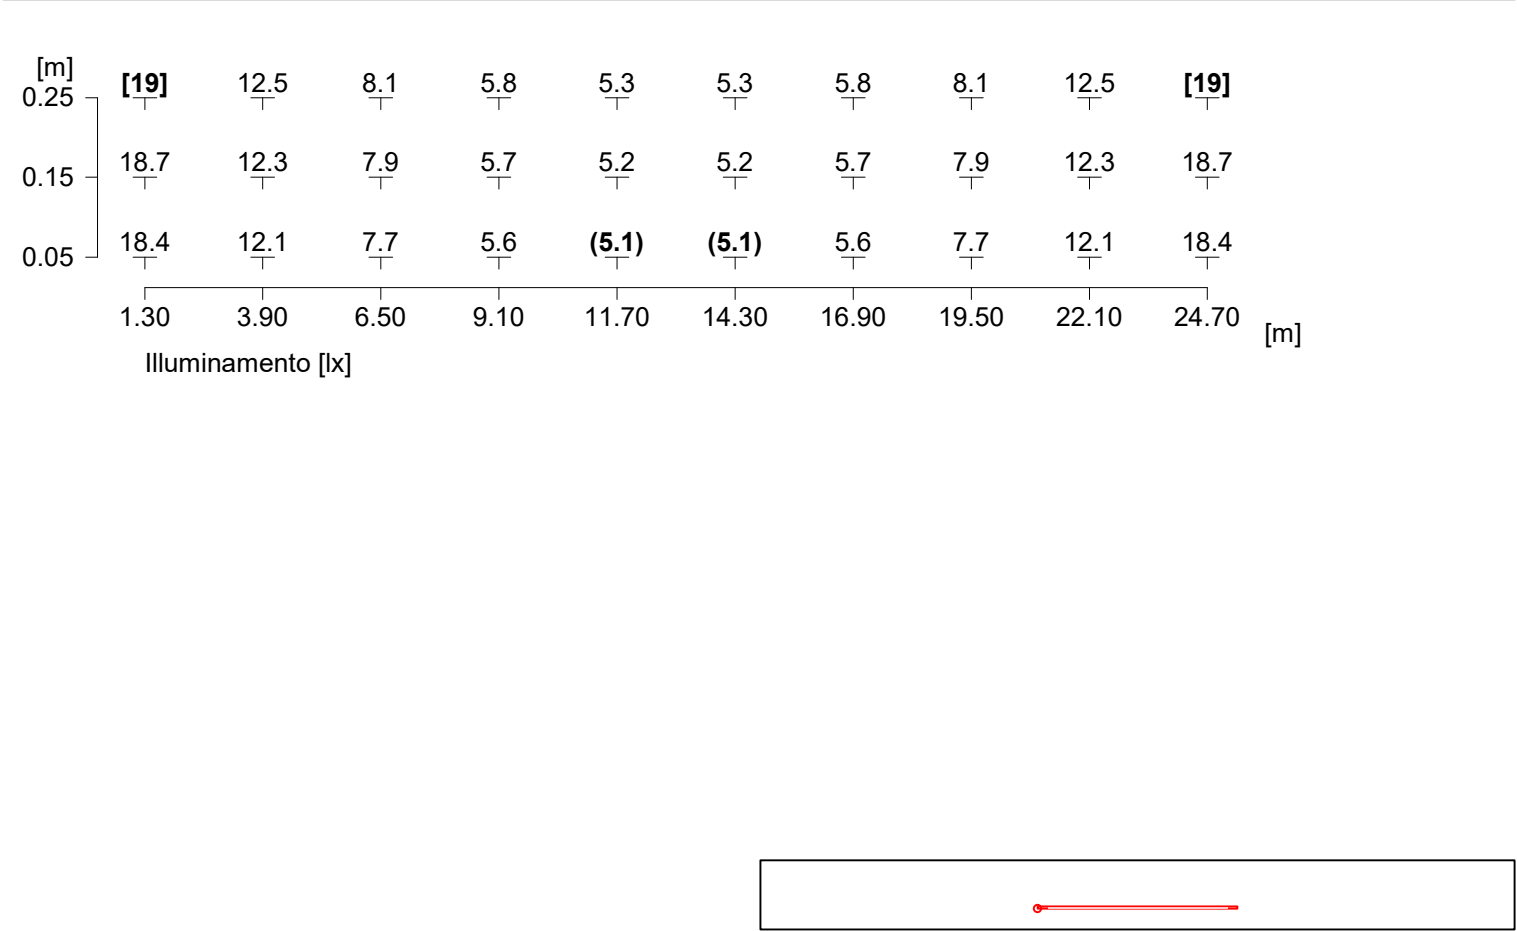 [m]
[19] 12.5 8.1 5.8 5.3 5.3 5.8 8.1 12.5 [19]
0.25
18.7 12.3 7.9 5.7 5.2 5.2 5.7 7.9 12.3 18.7
0.15
18.4 12.1 7.7 5.6 (5.1) (5.1) 5.6 7.7 12.1 18.4
0.05
1.30 3.90 6.50 9.10 11.70 14.30 16.90 19.50 22.10 24.70
[m]
Illuminamento [lx]